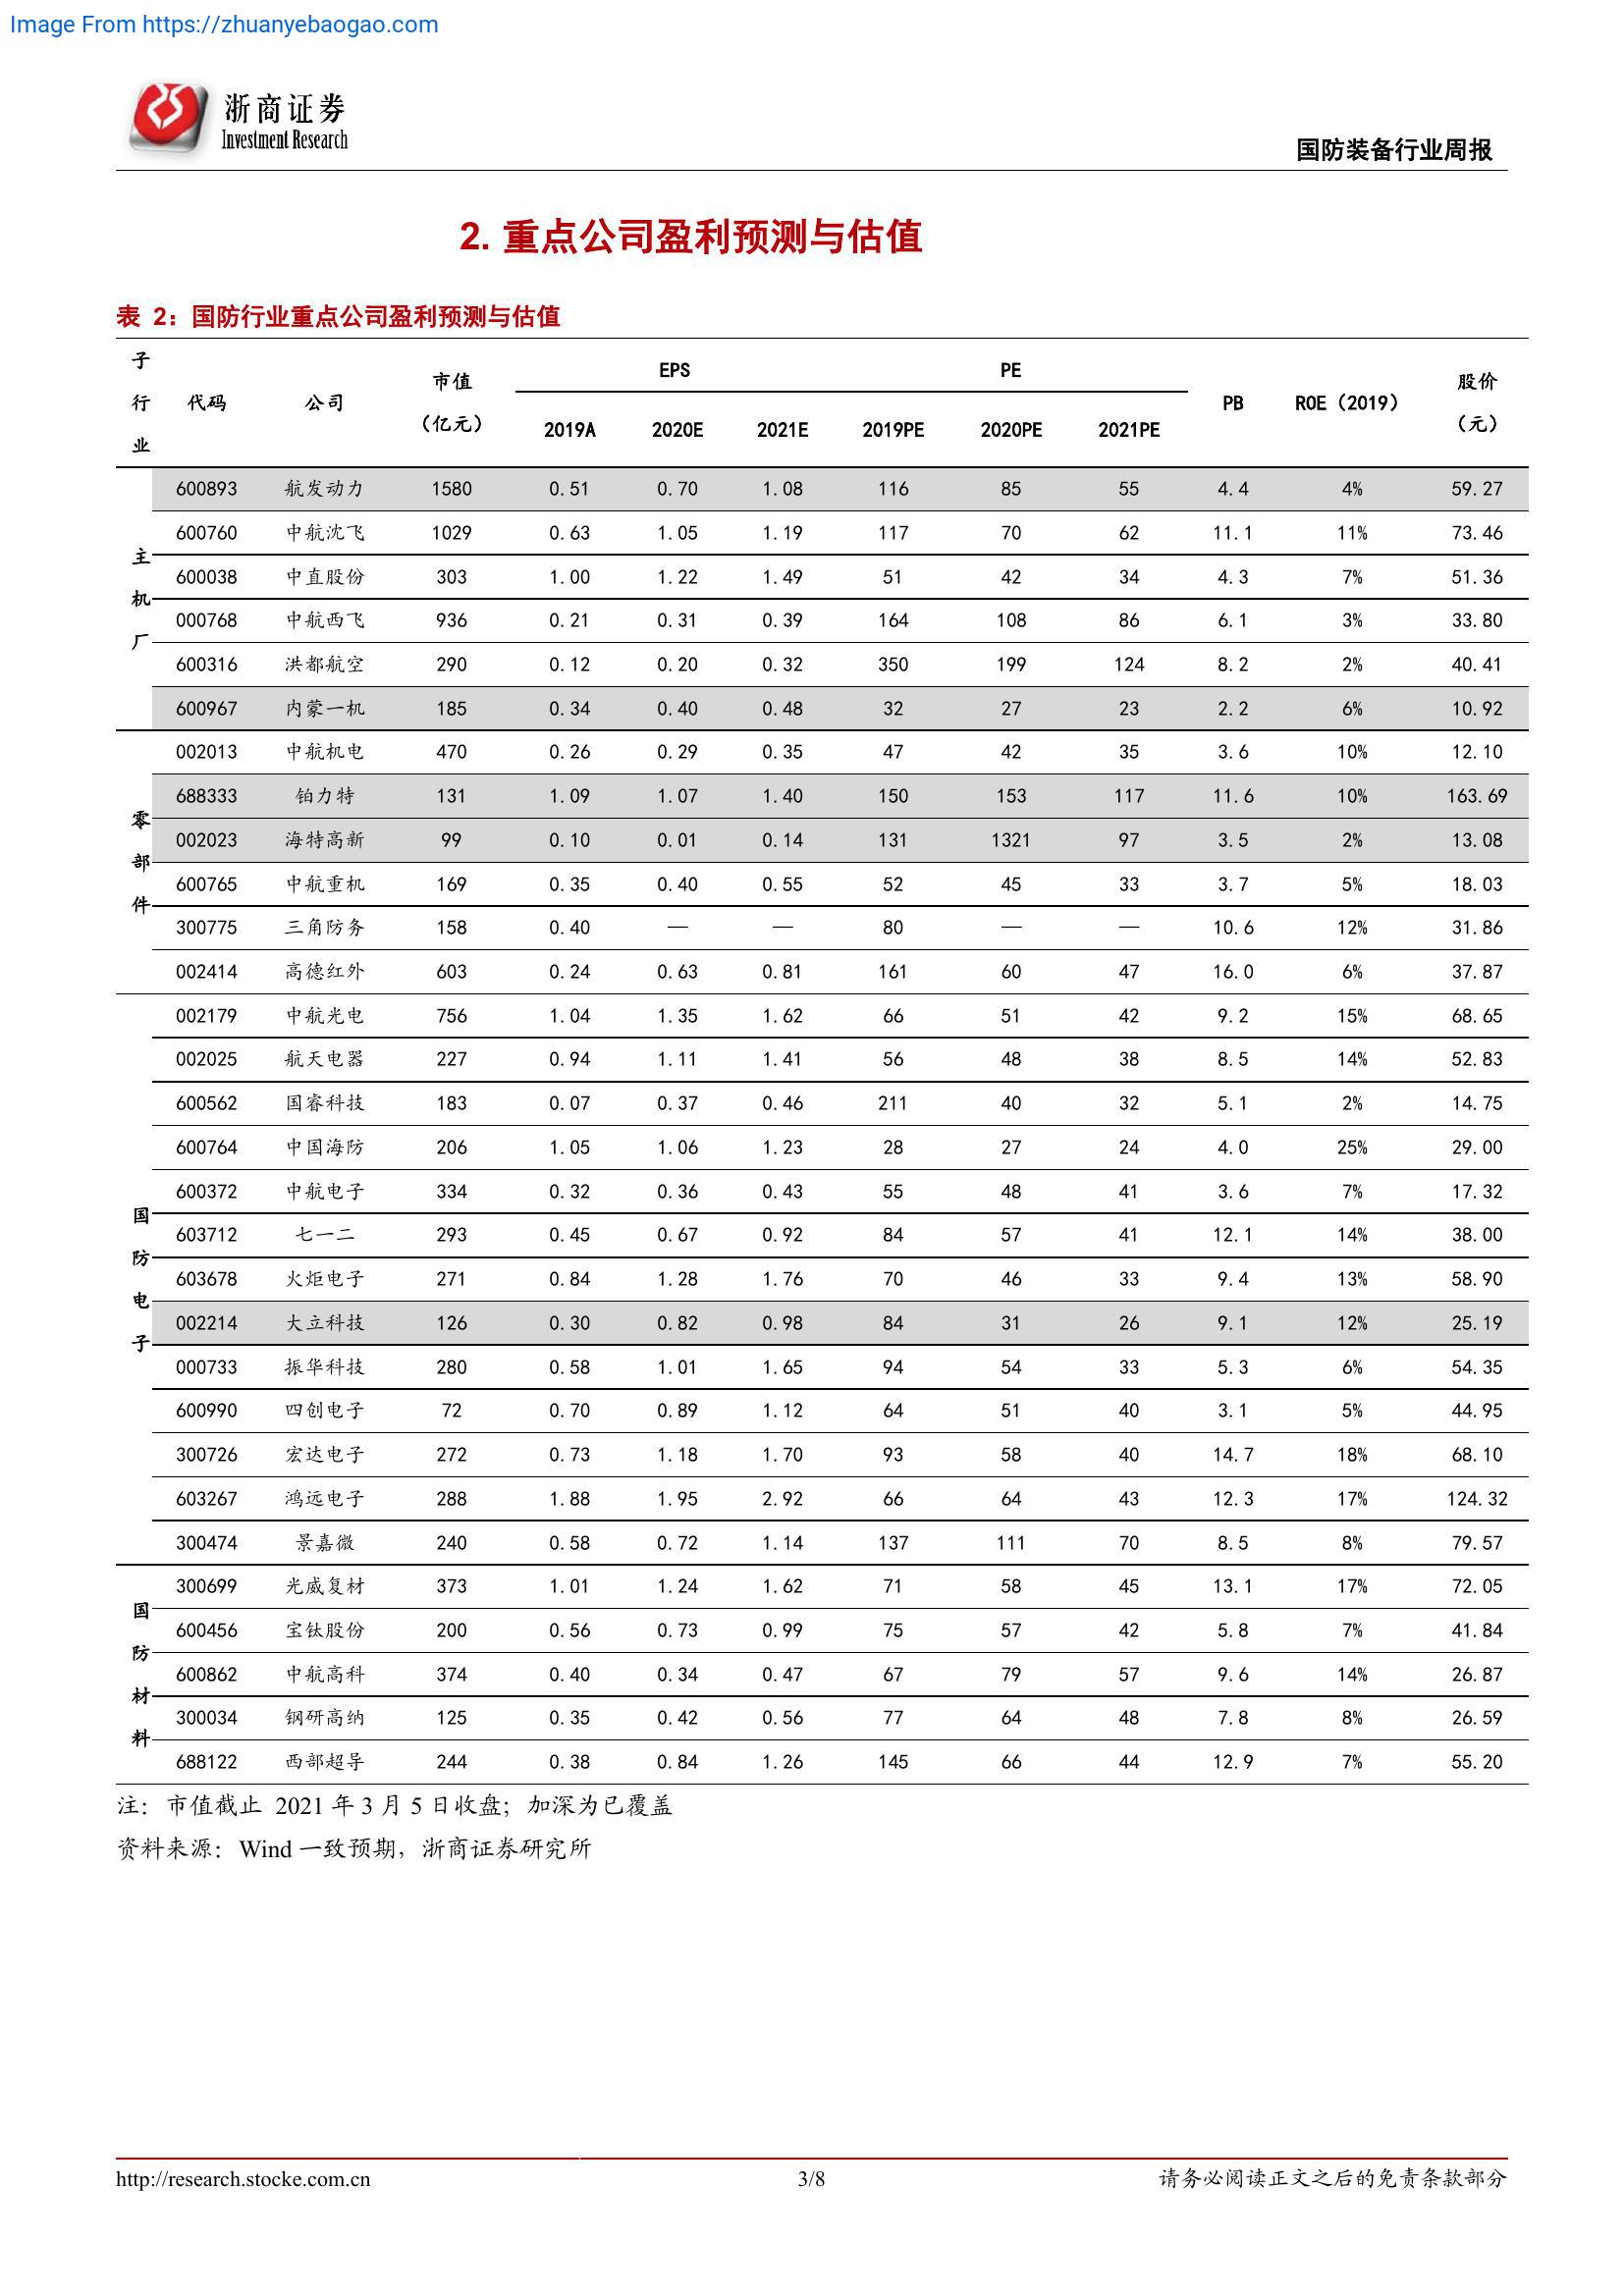 Image From https://zhuanyebaogao.com
浙商证券
Investment Research
国防装备行业周报
2. 重点公司盈利预测与估值
表 2：国防行业重点公司盈利预测与估值
子行业 代码 公司 市值（亿元） EPS PE PB ROE（2019） 股价（元）
2019A 2020E 2021E 2019PE 2020PE 2021PE
主机厂
600893 航发动力 1580 0.51 0.70 1.08 116 85 55 4.4 4% 59.27
600760 中航沈飞 1029 0.63 1.05 1.19 117 70 62 11.1 11% 73.46
600038 中直股份 303 1.00 1.22 1.49 51 42 34 4.3 7% 51.36
000768 中航西飞 936 0.21 0.31 0.39 164 108 86 6.1 3% 33.80
600316 洪都航空 290 0.12 0.20 0.32 350 199 124 8.2 2% 40.41
600967 内蒙一机 185 0.34 0.40 0.48 32 27 23 2.2 6% 10.92
零部件
002013 中航机电 470 0.26 0.29 0.35 47 42 35 3.6 10% 12.10
688333 铂力特 131 1.09 1.07 1.40 150 153 117 11.6 10% 163.69
002023 海特高新 99 0.10 0.01 0.14 131 1321 97 3.5 2% 13.08
600765 中航重机 169 0.35 0.40 0.55 52 45 33 3.7 5% 18.03
300775 三角防务 158 0.40 — — 80 — — 10.6 12% 31.86
002414 高德红外 603 0.24 0.63 0.81 161 60 47 16.0 6% 37.87
国防电子
002179 中航光电 756 1.04 1.35 1.62 66 51 42 9.2 15% 68.65
002025 航天电器 227 0.94 1.11 1.41 56 48 38 8.5 14% 52.83
600562 国睿科技 183 0.07 0.37 0.46 211 40 32 5.1 2% 14.75
600764 中国海防 206 1.05 1.06 1.23 28 27 24 4.0 25% 29.00
600372 中航电子 334 0.32 0.36 0.43 55 48 41 3.6 7% 17.32
603712 七一二 293 0.45 0.67 0.92 84 57 41 12.1 14% 38.00
603678 火炬电子 271 0.84 1.28 1.76 70 46 33 9.4 13% 58.90
002214 大立科技 126 0.30 0.82 0.98 84 31 26 9.1 12% 25.19
000733 振华科技 280 0.58 1.01 1.65 94 54 33 5.3 6% 54.35
600990 四创电子 72 0.70 0.89 1.12 64 51 40 3.1 5% 44.95
300726 宏达电子 272 0.73 1.18 1.70 93 58 40 14.7 18% 68.10
603267 鸿远电子 288 1.88 1.95 2.92 66 64 43 12.3 17% 124.32
300474 景嘉微 240 0.58 0.72 1.14 137 111 70 8.5 8% 79.57
国防材料
300699 光威复材 373 1.01 1.24 1.62 71 58 45 13.1 17% 72.05
600456 宝钛股份 200 0.56 0.73 0.99 75 57 42 5.8 7% 41.84
600862 中航高科 374 0.40 0.34 0.47 67 79 57 9.6 14% 26.87
300034 钢研高纳 125 0.35 0.42 0.56 77 64 48 7.8 8% 26.59
688122 西部超导 244 0.38 0.84 1.26 145 66 44 12.9 7% 55.20
注：市值截止 2021 年 3 月 5 日收盘；加深为已覆盖
资料来源：Wind 一致预期，浙商证券研究所
http://research.stocke.com.cn 3/8 请务必阅读正文之后的免责条款部分